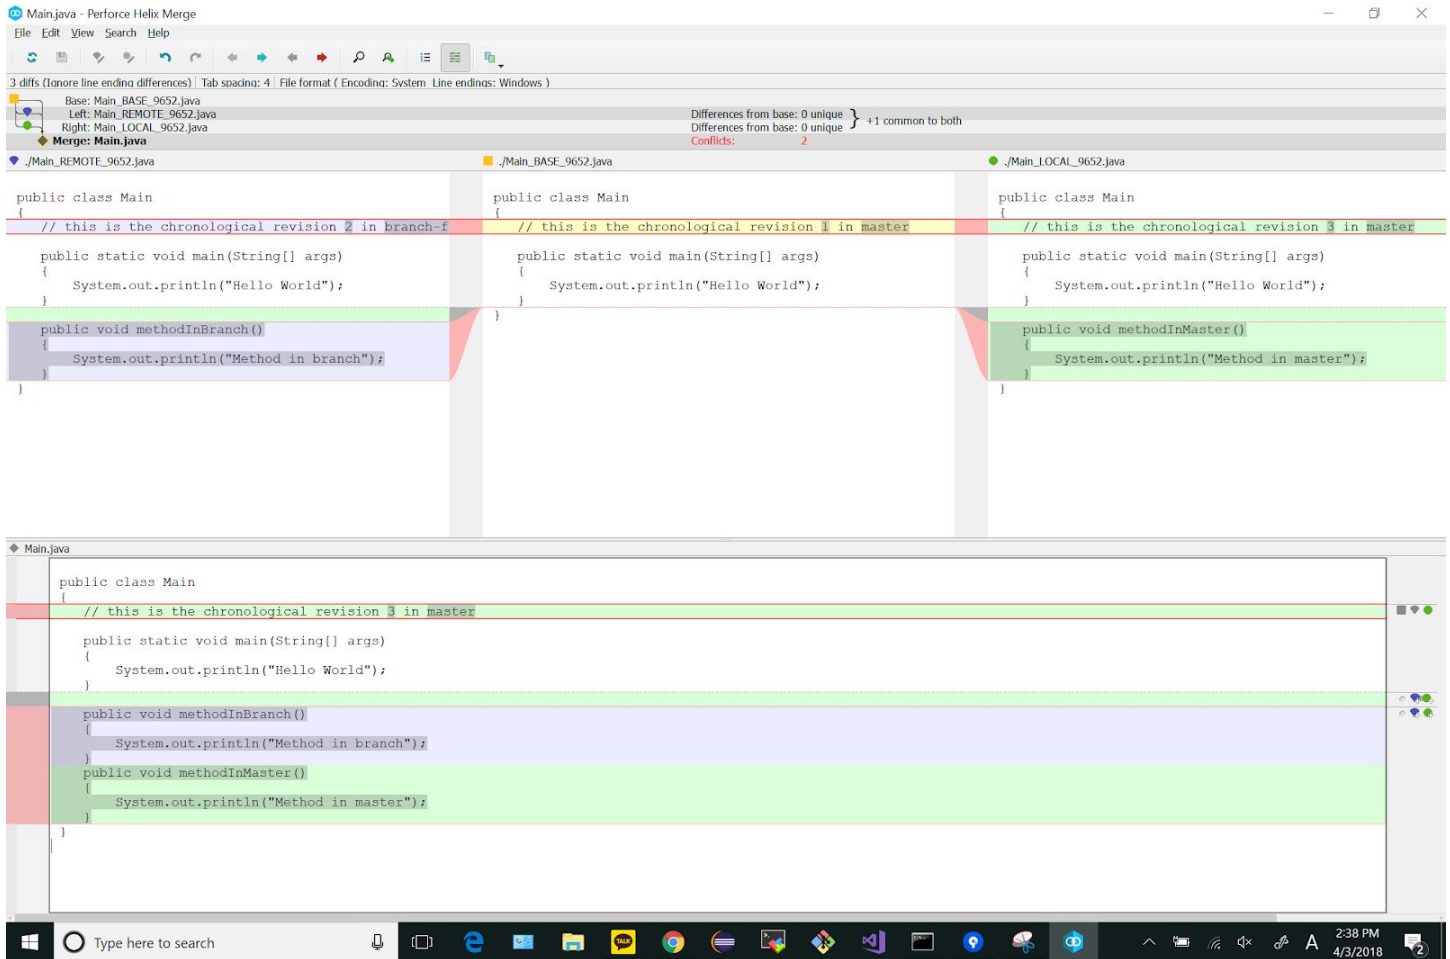 Main.java - Perforce Helix Merge
File Edit View Search Help
3 diffs (Ignore line ending differences) Tab spacing: 4 File format ( Encoding: System Line endings: Windows )
Base: Main_BASE_9652.java
Left: Main_REMOTE_9652.java Differences from base: 0 unique
Right: Main_LOCAL_9652.java Differences from base: 0 unique
} +1 common to both
Merge: Main.java Conflicts: 2
./Main_REMOTE_9652.java
public class Main
{
// this is the chronological revision 2 in branch-f
public static void main(String[] args)
{
System.out.println("Hello World");
}
public void methodInBranch()
{
System.out.println("Method in branch");
}
}
./Main_BASE_9652.java
public class Main
{
// this is the chronological revision 1 in master
public static void main(String[] args)
{
System.out.println("Hello World");
}
}
./Main_LOCAL_9652.java
public class Main
{
// this is the chronological revision 3 in master
public static void main(String[] args)
{
System.out.println("Hello World");
}
public void methodInMaster()
{
System.out.println("Method in master");
}
}
Main.java
public class Main
{
// this is the chronological revision 3 in master
public static void main(String[] args)
{
System.out.println("Hello World");
}
public void methodInBranch()
{
System.out.println("Method in branch");
}
public void methodInMaster()
{
System.out.println("Method in master");
}
}
Type here to search
TALK
A
2:38 PM
4/3/2018
2